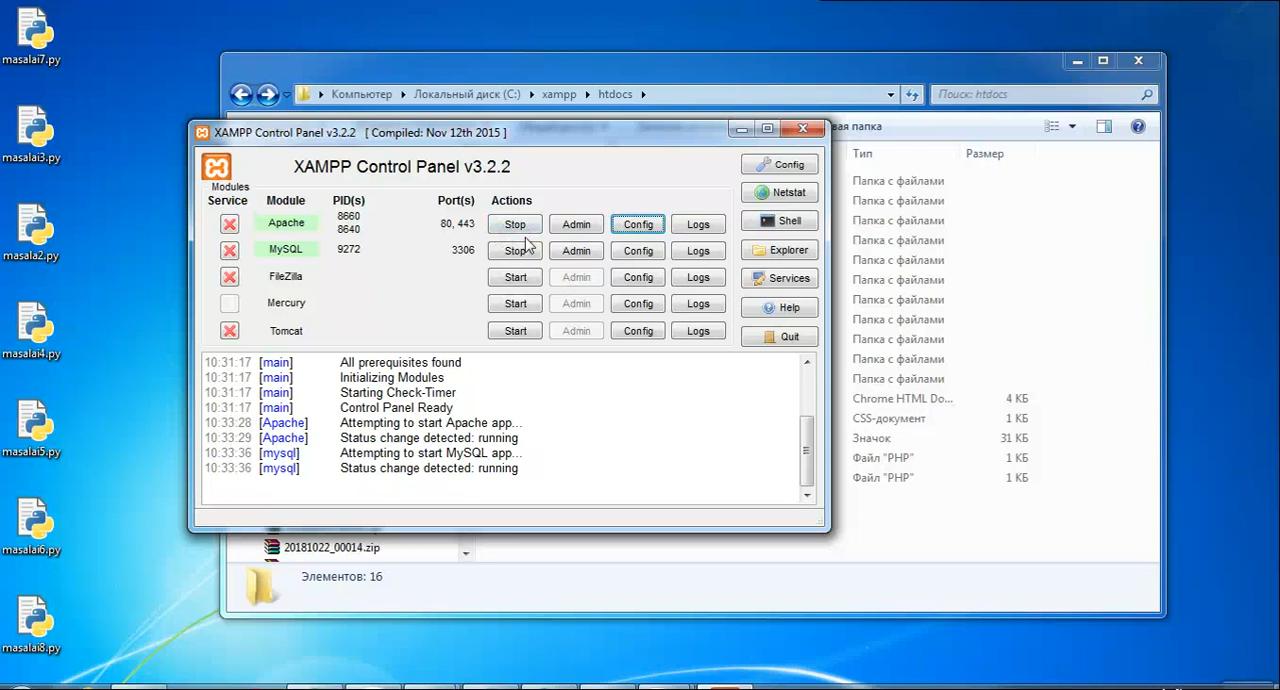 masalai7.py
masalai3.py
masala2.py
masalai4.py
masalai5.py
masalai6.py
masalai8.py
Компьютер Локальный диск (C:) xampp htdocs
Поиск: htdocs
вая папка
Тип Размер
Папка с файлами
Папка с файлами
Папка с файлами
Папка с файлами
Папка с файлами
Папка с файлами
Папка с файлами
Папка с файлами
Папка с файлами
Папка с файлами
Папка с файлами
Chrome HTML Do... 4 КБ
CSS-документ 1 КБ
Значок 31 КБ
Файл "PHP" 1 КБ
Файл "PHP" 1 КБ
XAMPP Control Panel v3.2.2 [ Compiled: Nov 12th 2015 ]
XAMPP Control Panel v3.2.2
Modules
Service Module PID(s) Port(s) Actions
Apache 8660 8640 80, 443 Stop Admin Config Logs
MySQL 9272 3306 Stop Admin Config Logs
FileZilla Start Admin Config Logs
Mercury Start Admin Config Logs
Tomcat Start Admin Config Logs
Config
Netstat
Shell
Explorer
Services
Help
Quit
10:31:17 [main] All prerequisites found
10:31:17 [main] Initializing Modules
10:31:17 [main] Starting Check-Timer
10:31:17 [main] Control Panel Ready
10:33:28 [Apache] Attempting to start Apache app...
10:33:29 [Apache] Status change detected: running
10:33:36 [mysql] Attempting to start MySQL app...
10:33:36 [mysql] Status change detected: running
20181022_00014.zip
Элементов: 16